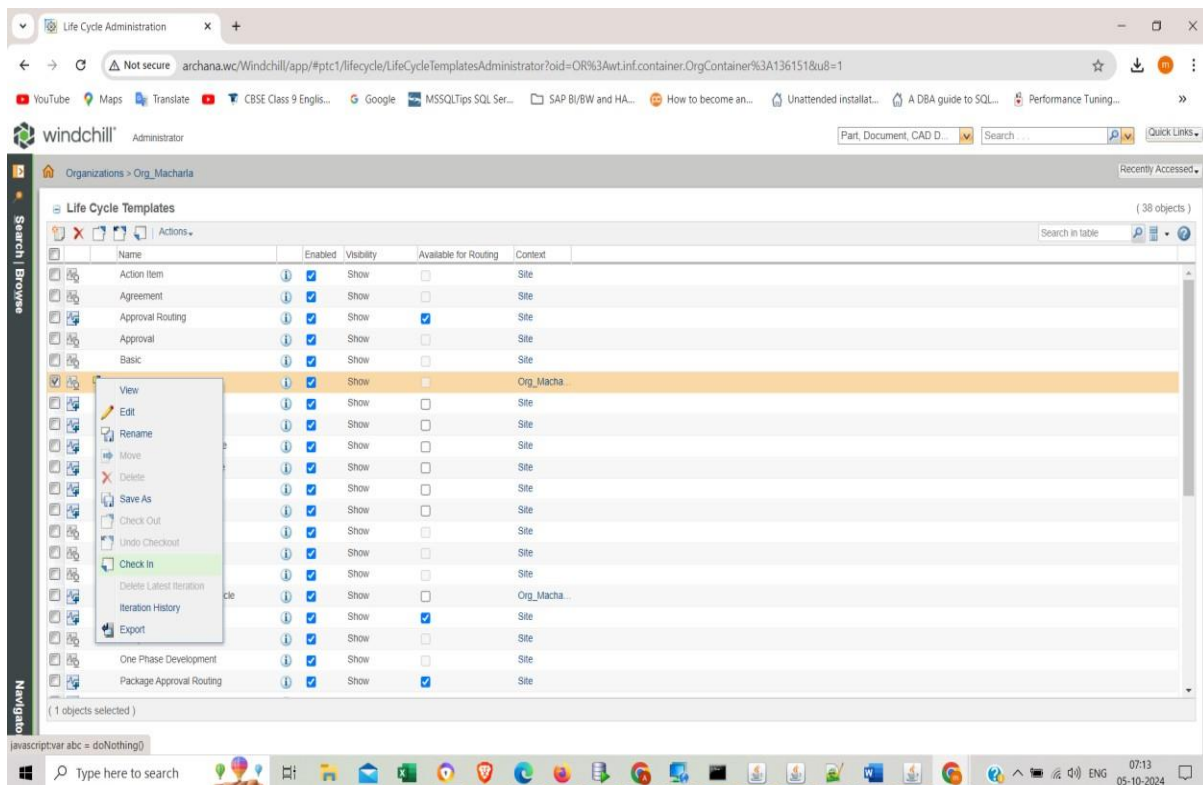 Life Cycle Administration
Not secure archana.wc/Windchill/app/#ptc1/lifecycle/LifeCycleTemplatesAdministrator?oid=OR%3Awt.inf.container.OrgContainer%3A136151&u8=1
m
YouTube Maps Translate CBSE Class 9 Englis... Google MSSQLTips SQL Ser... SAP BI/BW and HA... How to become an... Unattended installat... A DBA guide to SQL... Performance Tuning... »
windchill Administrator Part, Document, CAD D... Search . . . Quick Links
Organizations > Org_Macharla Recently Accessed
Search | Browse
Navigato
Life Cycle Templates ( 38 objects )
Actions Search in table
Name Enabled Visibility Available for Routing Context
Action Item Show Site
Agreement Show Site
Approval Routing Show Site
Approval Show Site
Basic Show Site
Show Org_Macha...
View
Show Site
Edit
Show Site
Rename
e Show Site
Move
e Show Site
Delete
Show Site
Save As
Show Site
Check Out
Show Site
Undo Checkout
Show Site
Check In
Show Site
Delete Latest Iteration
cle Show Org_Macha...
Iteration History
Show Site
Export
Show Site
One Phase Development Show Site
Package Approval Routing Show Site
( 1 objects selected )
javascript:var abc = doNothing()
Type here to search ENG 07:13
05-10-2024